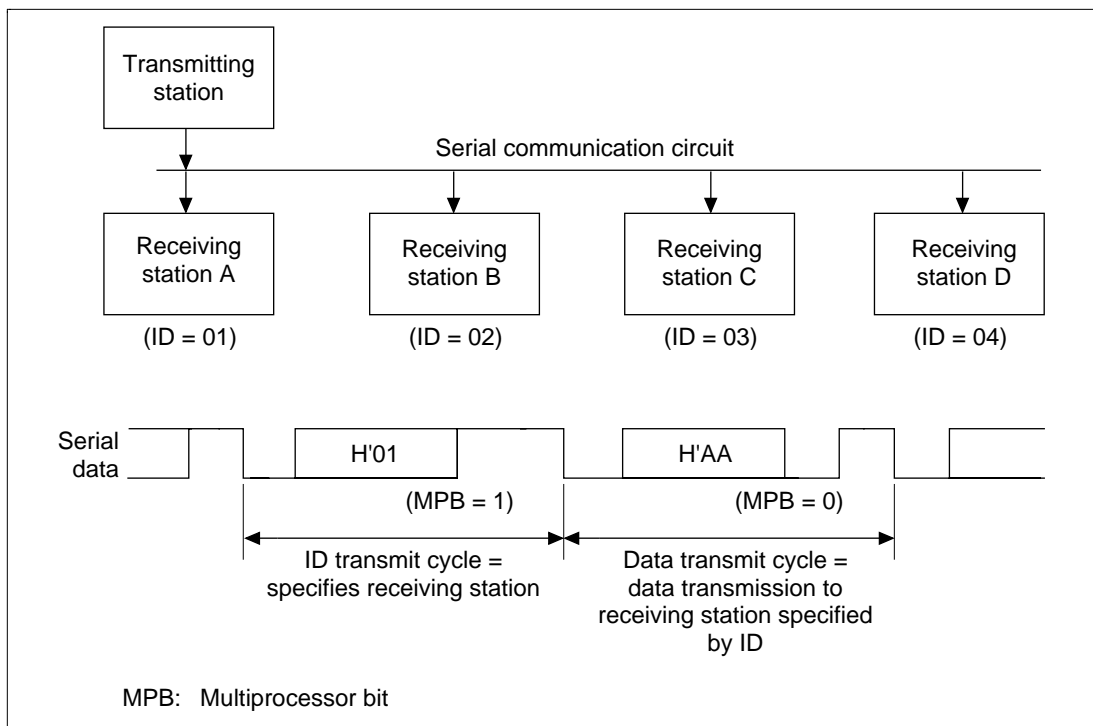 Transmitting
station
Serial communication circuit
Receiving
station A
Receiving
station B
Receiving
station C
Receiving
station D
(ID = 01)
(ID = 02)
(ID = 03)
(ID = 04)
Serial
data
H'01
H'AA
(MPB = 1)
(MPB = 0)
ID transmit cycle =
specifies receiving station
Data transmit cycle =
data transmission to
receiving station specified
by ID
MPB: Multiprocessor bit